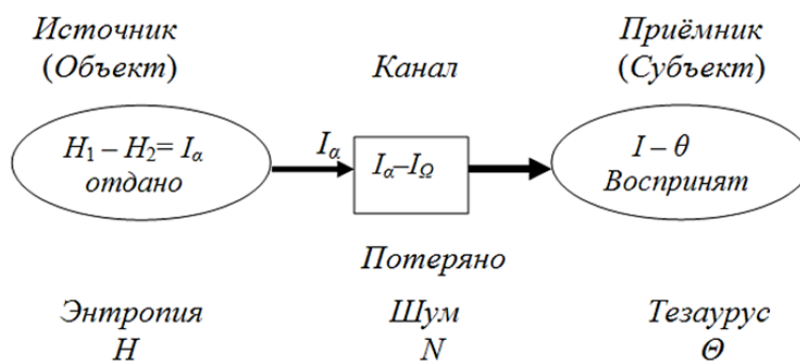 Источник
(Объект)
Канал
Приёмник
(Субъект)
H₁ – H₂= Iα
отдано
Iα
Iα–IΩ
I – θ
Воспринят
Потеряно
Энтропия
H
Шум
N
Тезаурус
Θ